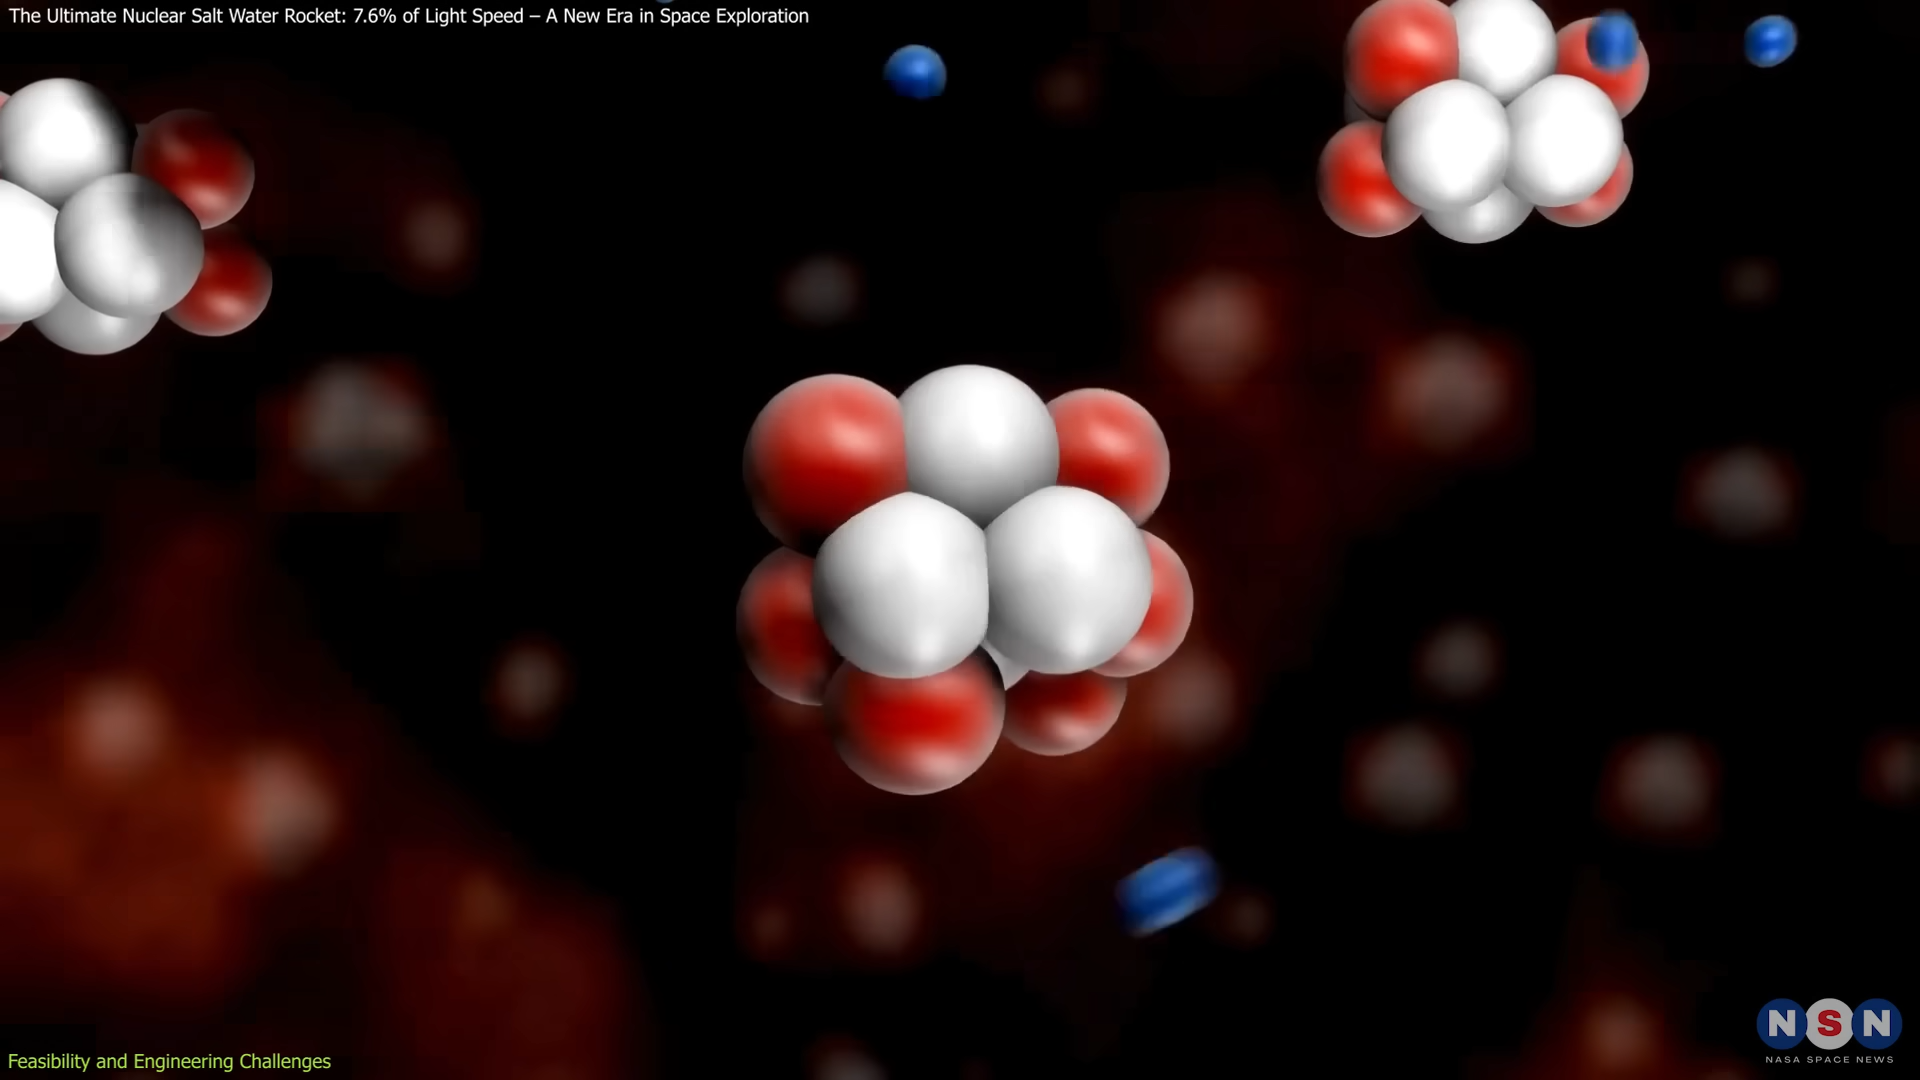 The Ultimate Nuclear Salt Water Rocket: 7.6% of Light Speed – A New Era in Space Exploration
Feasibility and Engineering Challenges
NSN
NASA SPACE NEWS